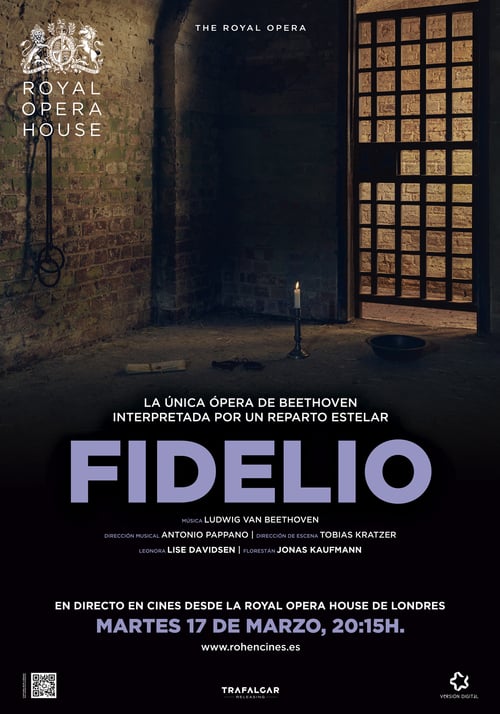 THE ROYAL OPERA
ROYAL
OPERA
HOUSE
LA ÚNICA ÓPERA DE BEETHOVEN
INTERPRETADA POR UN REPARTO ESTELAR
FIDELIO
MÚSICA LUDWIG VAN BEETHOVEN
DIRECCIÓN MUSICAL ANTONIO PAPPANO | DIRECCIÓN DE ESCENA TOBIAS KRATZER
LEONORA LISE DAVIDSEN | FLORESTÁN JONAS KAUFMANN
EN DIRECTO EN CINES DESDE LA ROYAL OPERA HOUSE DE LONDRES
MARTES 17 DE MARZO, 20:15H.
www.rohencines.es
TRAFALGAR
RELEASING
VERSION DIGITAL